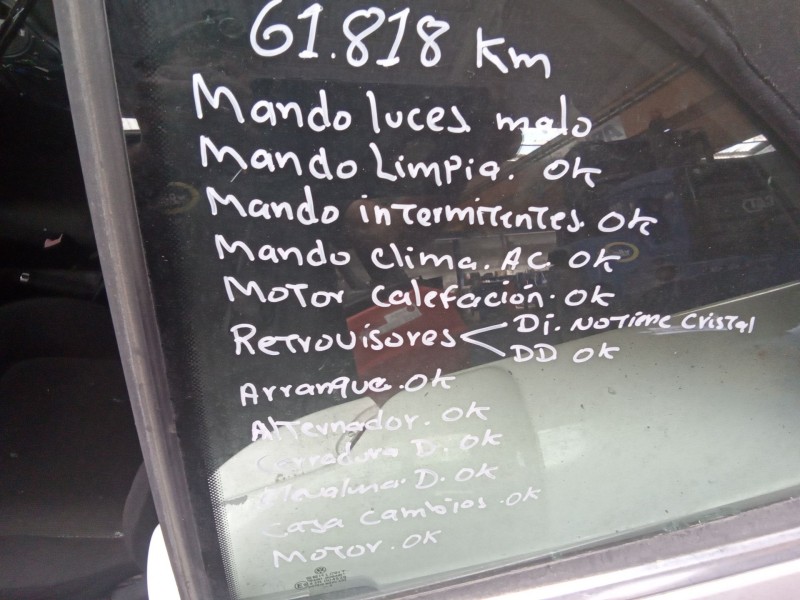 61.818 Km
Mando luces malo
Mando Limpia. OK
Mando intermitentes. OK
Mando clima. AC OK
Motor Calefación. OK
Retrovisores < Di. No Tiene Cristal
DD OK
Arranque. OK
Alternador. OK
Cerradura D. OK
Elevaluna D. OK
Caja Cambios. OK
Motor. OK